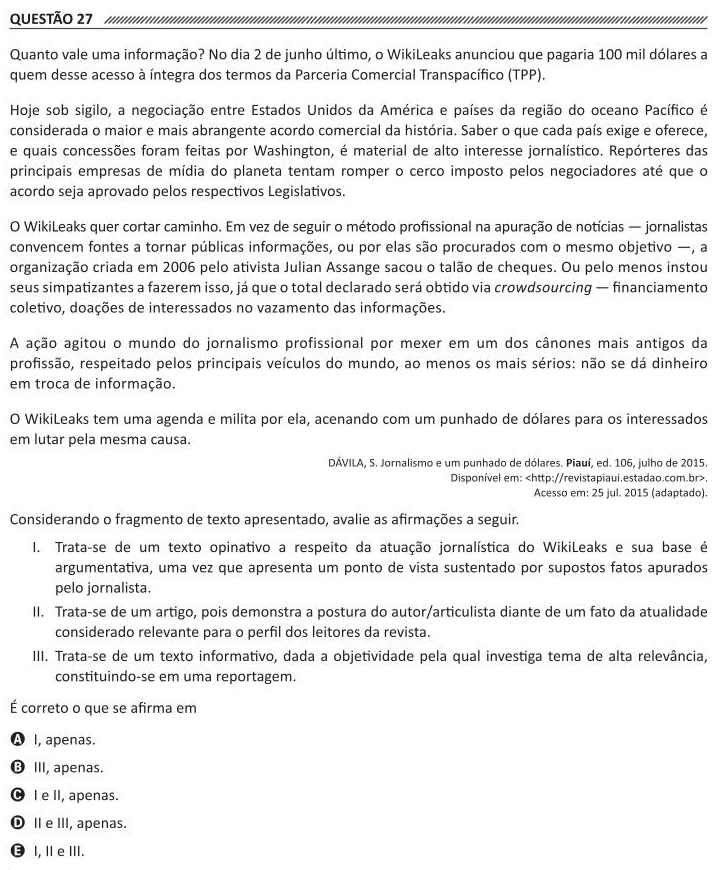 QUESTÃO 27
Quanto vale uma informação? No dia 2 de junho último, o WikiLeaks anunciou que pagaria 100 mil dólares a
quem desse acesso à íntegra dos termos da Parceria Comercial Transpacífico (TPP).
Hoje sob sigilo, a negociação entre Estados Unidos da América e países da região do oceano Pacífico é
considerada o maior e mais abrangente acordo comercial da história. Saber o que cada país exige e oferece,
e quais concessões foram feitas por Washington, é material de alto interesse jornalístico. Repórteres das
principais empresas de mídia do planeta tentam romper o cerco imposto pelos negociadores até que o
acordo seja aprovado pelos respectivos Legislativos.
O WikiLeaks quer cortar caminho. Em vez de seguir o método profissional na apuração de notícias — jornalistas
convencem fontes a tornar públicas informações, ou por elas são procurados com o mesmo objetivo —, a
organização criada em 2006 pelo ativista Julian Assange sacou o talão de cheques. Ou pelo menos instou
seus simpatizantes a fazerem isso, já que o total declarado será obtido via crowdsourcing — financiamento
coletivo, doações de interessados no vazamento das informações.
A ação agitou o mundo do jornalismo profissional por mexer em um dos cânones mais antigos da
profissão, respeitado pelos principais veículos do mundo, ao menos os mais sérios: não se dá dinheiro
em troca de informação.
O WikiLeaks tem uma agenda e milita por ela, acenando com um punhado de dólares para os interessados
em lutar pela mesma causa.
DÁVILA, S. Jornalismo e um punhado de dólares. Piauí, ed. 106, julho de 2015.
Disponível em: <http://revistapiaui.estadao.com.br>.
Acesso em: 25 jul. 2015 (adaptado).
Considerando o fragmento de texto apresentado, avalie as afirmações a seguir.
I. Trata-se de um texto opinativo a respeito da atuação jornalística do WikiLeaks e sua base é
argumentativa, uma vez que apresenta um ponto de vista sustentado por supostos fatos apurados
pelo jornalista.
II. Trata-se de um artigo, pois demonstra a postura do autor/articulista diante de um fato da atualidade
considerado relevante para o perfil dos leitores da revista.
III. Trata-se de um texto informativo, dada a objetividade pela qual investiga tema de alta relevância,
constituindo-se em uma reportagem.
É correto o que se afirma em
A I, apenas.
B III, apenas.
C I e II, apenas.
D II e III, apenas.
E I, II e III.